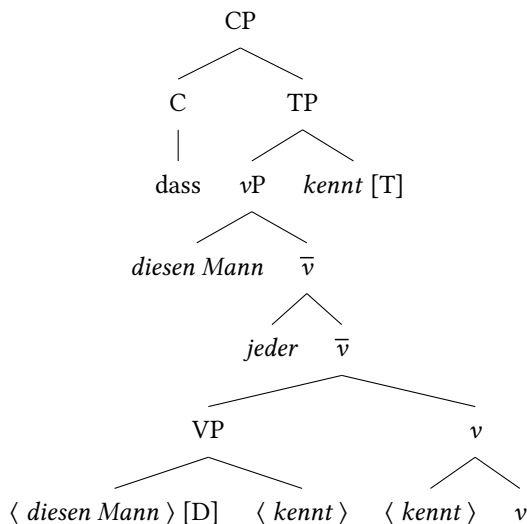 CP
C TP
dass vP kennt [T]
diesen Mann v̅
jeder v̅
VP v
⟨ diesen Mann ⟩ [D] ⟨ kennt ⟩ ⟨ kennt ⟩ v